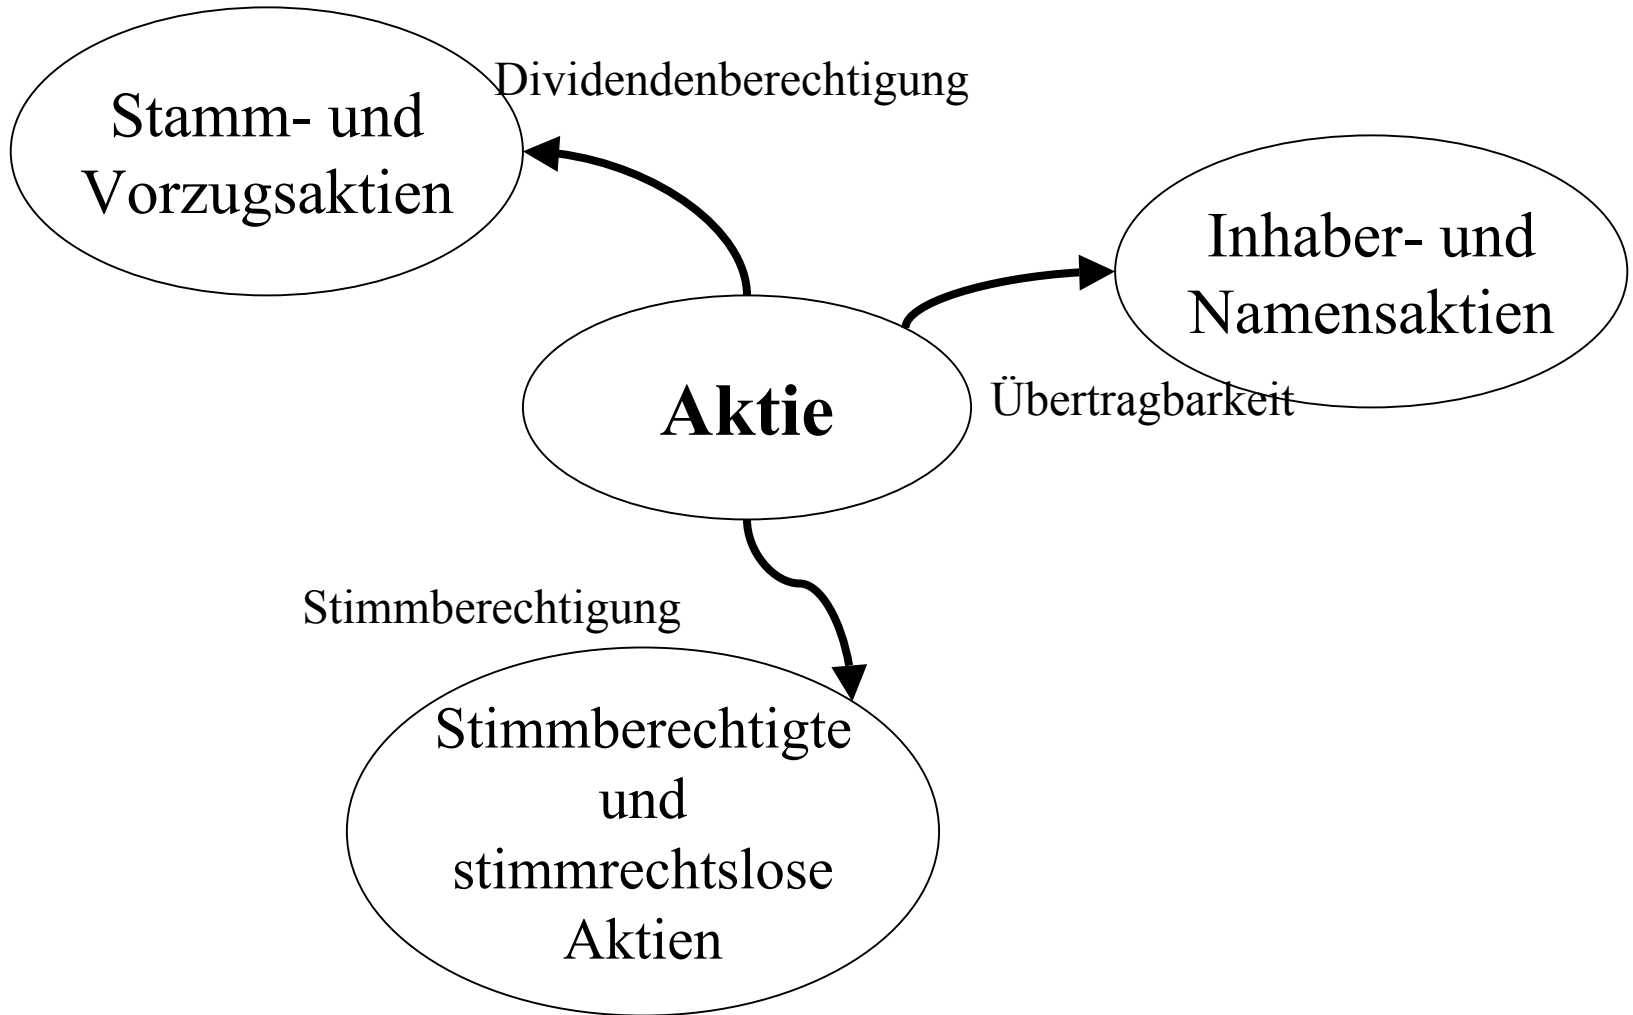 Dividendenberechtigung
Stamm- und
Vorzugsaktien
Inhaber- und
Namensaktien
Aktie
Übertragbarkeit
Stimmberechtigung
Stimmberechtigte
und
stimmrechtslose
Aktien